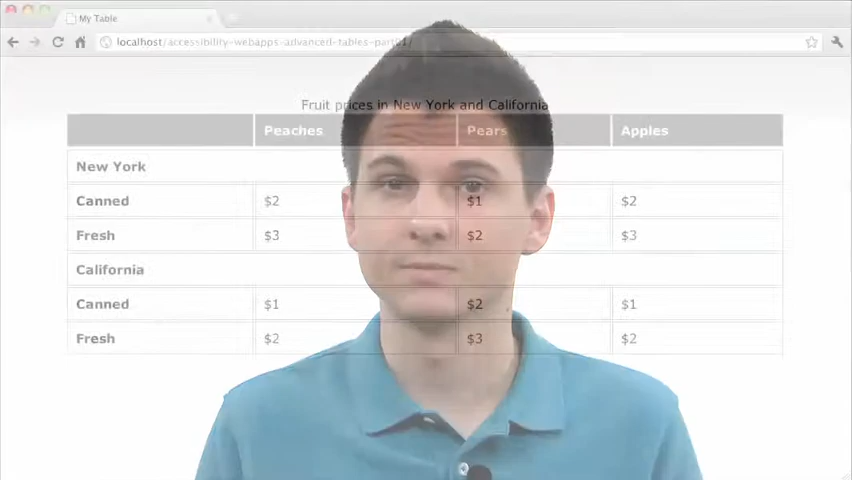 My Table
localhost/accessibility-webapps-advanced-tables-part01/
Fruit prices in New York and California
Peaches Pears Apples
New York
Canned $2 $1 $2
Fresh $3 $2 $3
California
Canned $1 $2 $1
Fresh $2 $3 $2